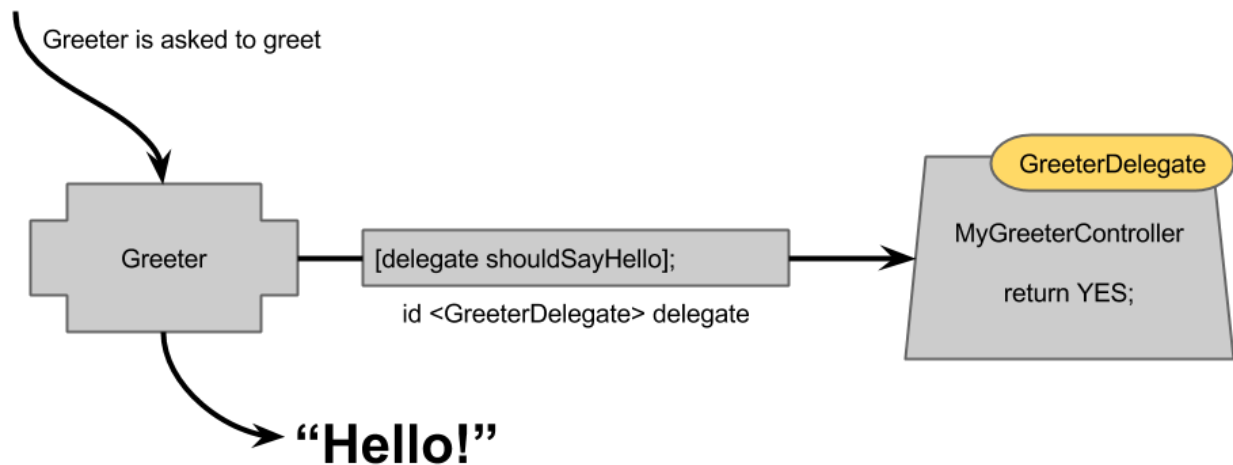 Greeter is asked to greet
GreeterDelegate
MyGreeterController
Greeter
[delegate shouldSayHello];
return YES;
id <GreeterDelegate> delegate
“Hello!”